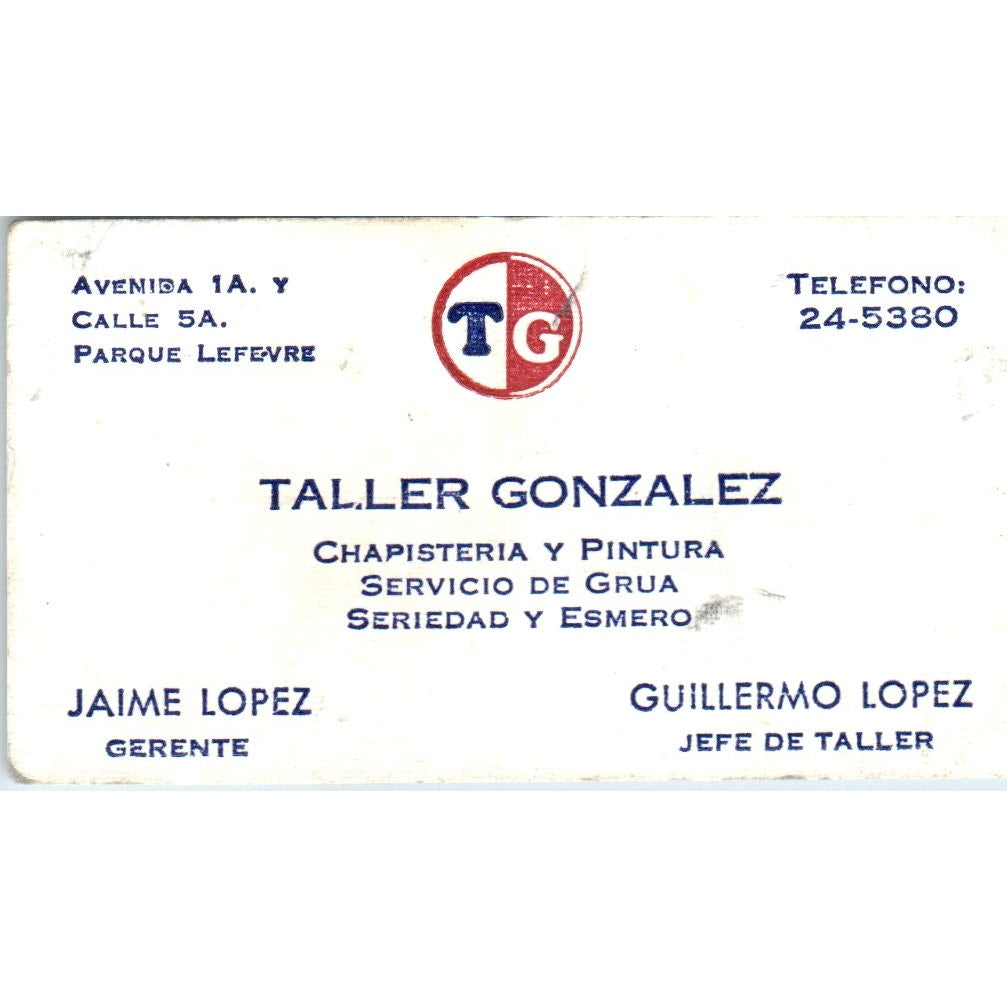 AVENIDA 1A. Y
CALLE 5A.
PARQUE LEFEVRE
TG
TELEFONO:
24-5380
TALLER GONZALEZ
CHAPISTERIA Y PINTURA
SERVICIO DE GRUA
SERIEDAD Y ESMERO
JAIME LOPEZ
GERENTE
GUILLERMO LOPEZ
JEFE DE TALLER